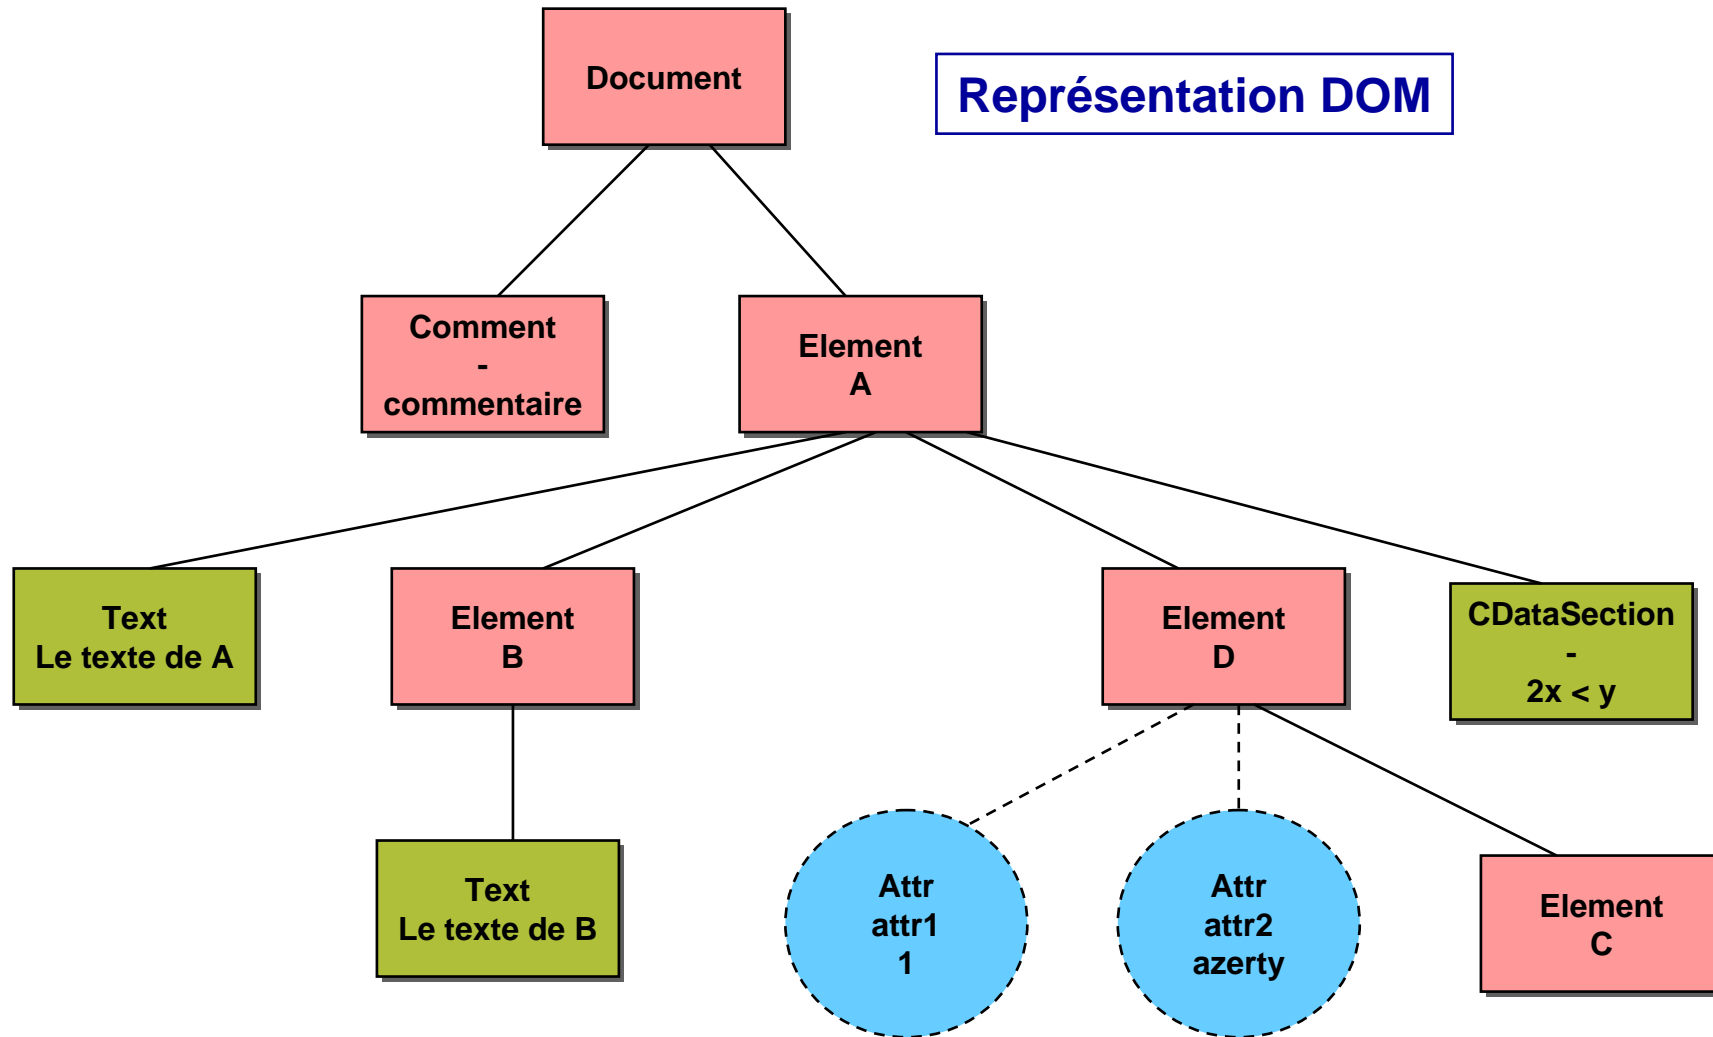 Document
Représentation DOM
Comment
-
commentaire
Element
A
Text
Le texte de A
Element
B
Element
D
CDataSection
-
2x < y
Text
Le texte de B
Attr
attr1
1
Attr
attr2
azerty
Element
C